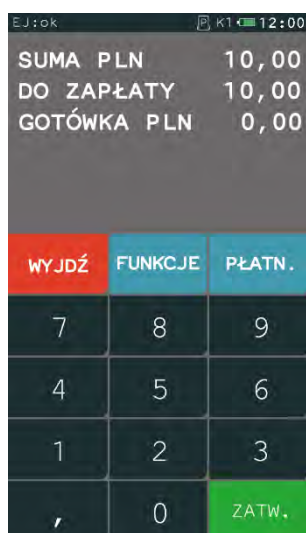 EJ:ok P K1 12:00
SUMA PLN 10,00
DO ZAPŁATY 10,00
GOTÓWKA PLN 0,00
WYJDŹ FUNKCJE PŁATN.
7 8 9
4 5 6
1 2 3
, 0 ZATW.